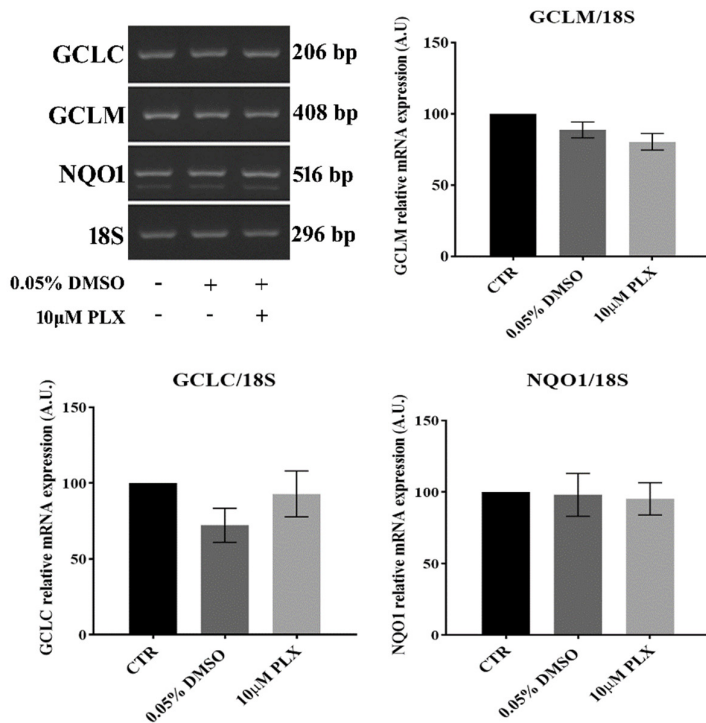 GCLC 206 bp
GCLM 408 bp
NQO1 516 bp
18S 296 bp
0.05% DMSO - + +
10µM PLX - - +
GCLM/18S
GCLM relative mRNA expression (A.U)
150
100
50
0
CTR
0.05% DMSO
10µM PLX
GCLC/18S
GCLC relative mRNA expression (A.U.)
150
100
50
0
CTR
0.05% DMSO
10µM PLX
NQO1/18S
NQO1 relative mRNA expression (A.U.)
150
100
50
0
CTR
0.05% DMSO
10µM PLX